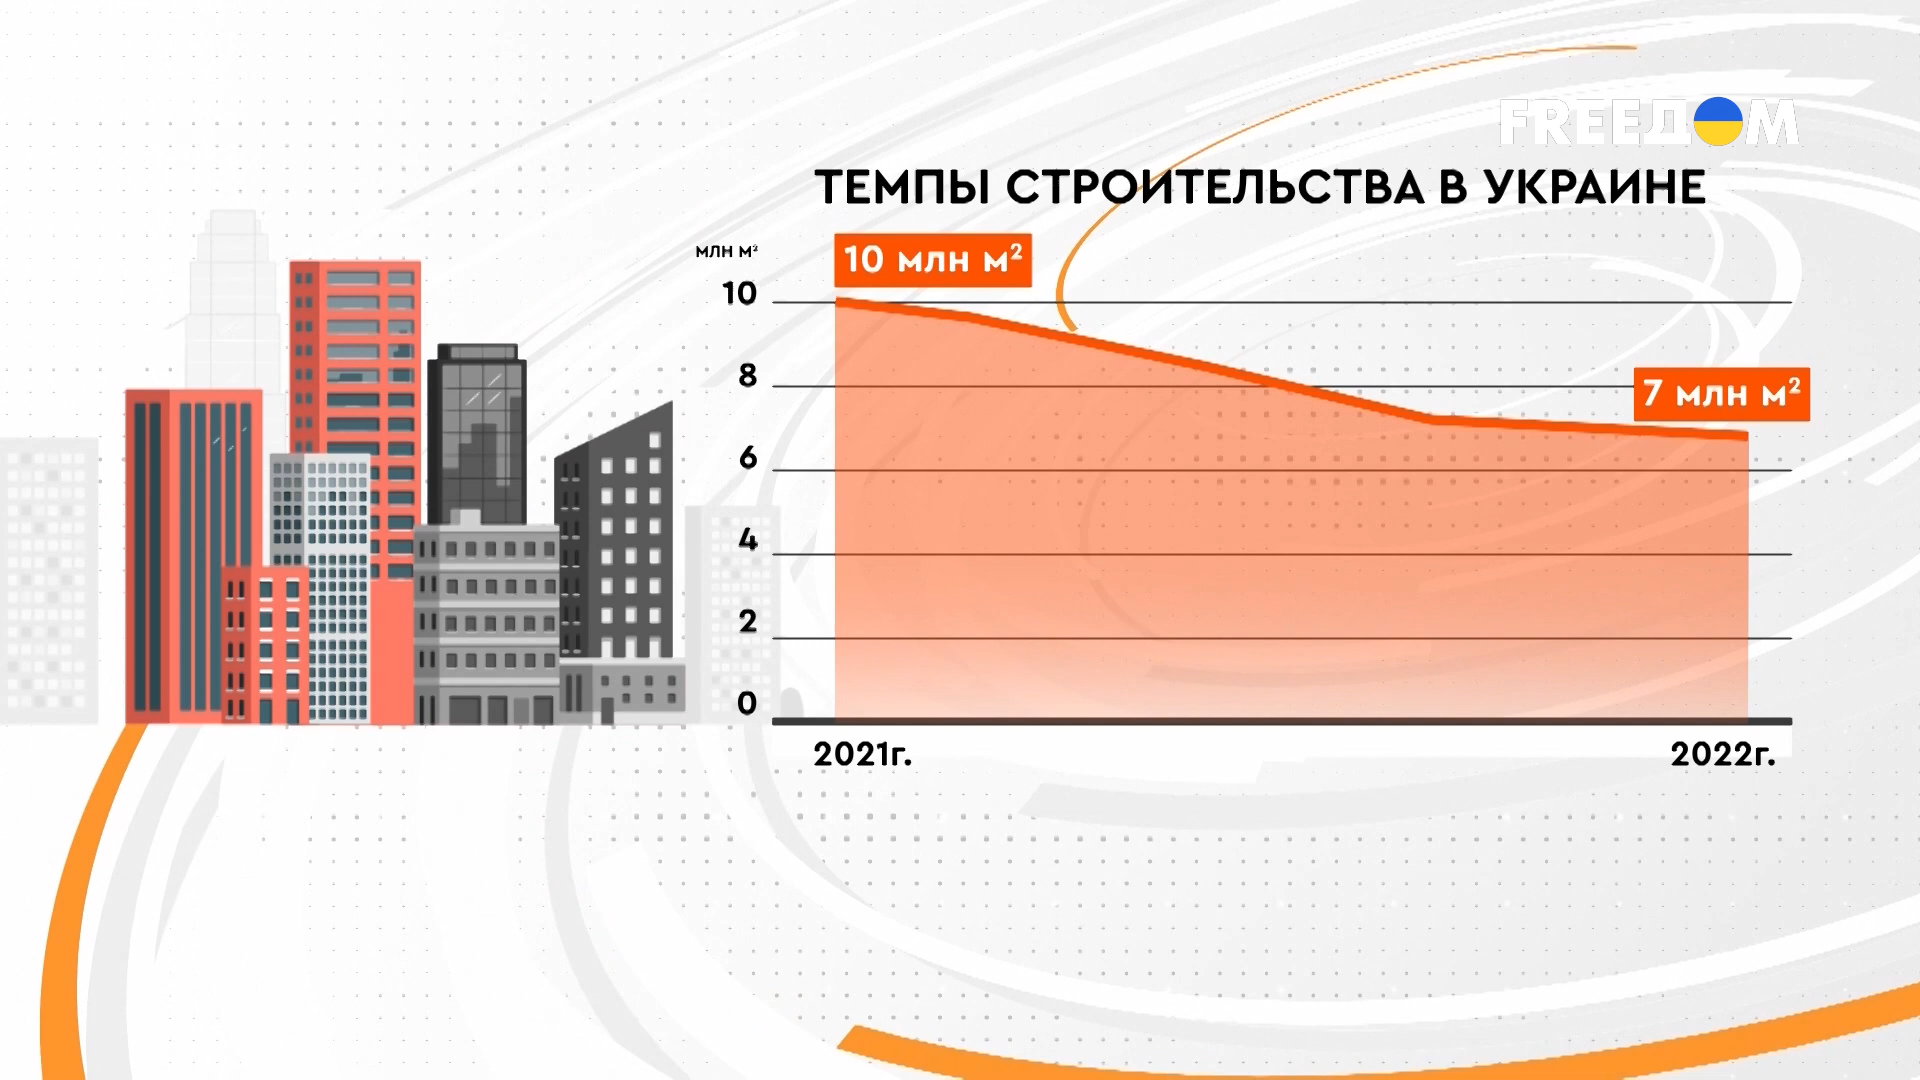 FREEДOM
ТЕМПЫ СТРОИТЕЛЬСТВА В УКРАИНЕ
МЛН М²
10 МЛН М²
10
8
7 МЛН М²
6
4
2
0
2021г.
2022г.